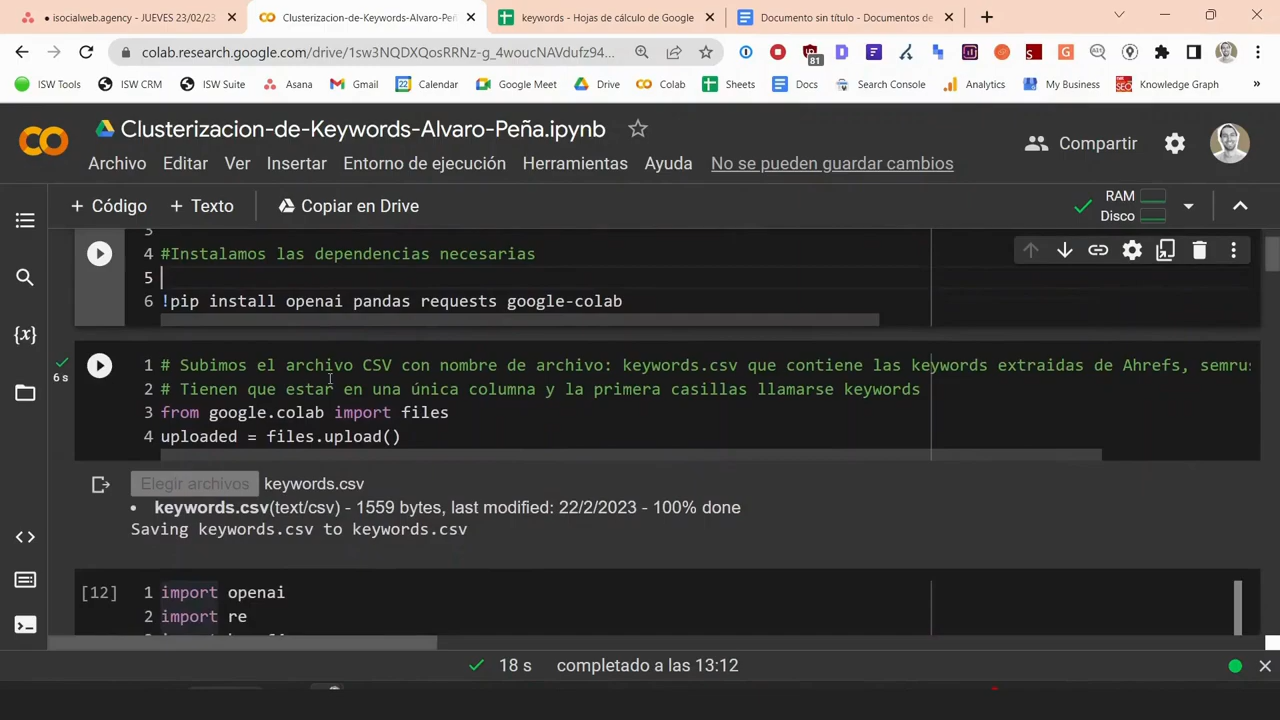 isocialweb.agency - JUEVES 23/02/23
Clusterizacion-de-Keywords-Alvaro-Peñ
keywords - Hojas de cálculo de Google
Documento sin título - Documentos de
colab.research.google.com/drive/1sw3NQDXQosRRNz-g_4woucNAVdufz94...
81
ISW Tools
ISW CRM
ISW Suite
Asana
Gmail
Calendar
Google Meet
Drive
Colab
Sheets
Docs
Search Console
Analytics
My Business
Knowledge Graph
»
Clusterizacion-de-Keywords-Alvaro-Peña.ipynb
Archivo Editar Ver Insertar Entorno de ejecución Herramientas Ayuda No se pueden guardar cambios
Compartir
+ Código + Texto Copiar en Drive
RAM
Disco
3
4 #Instalamos las dependencias necesarias
5
6 !pip install openai pandas requests google-colab
6 s
1 # Subimos el archivo CSV con nombre de archivo: keywords.csv que contiene las keywords extraidas de Ahrefs, semrus
2 # Tienen que estar en una única columna y la primera casillas llamarse keywords
3 from google.colab import files
4 uploaded = files.upload()
Elegir archivos keywords.csv
• keywords.csv(text/csv) - 1559 bytes, last modified: 22/2/2023 - 100% done
Saving keywords.csv to keywords.csv
[12] 1 import openai
2 import re
18 s completado a las 13:12